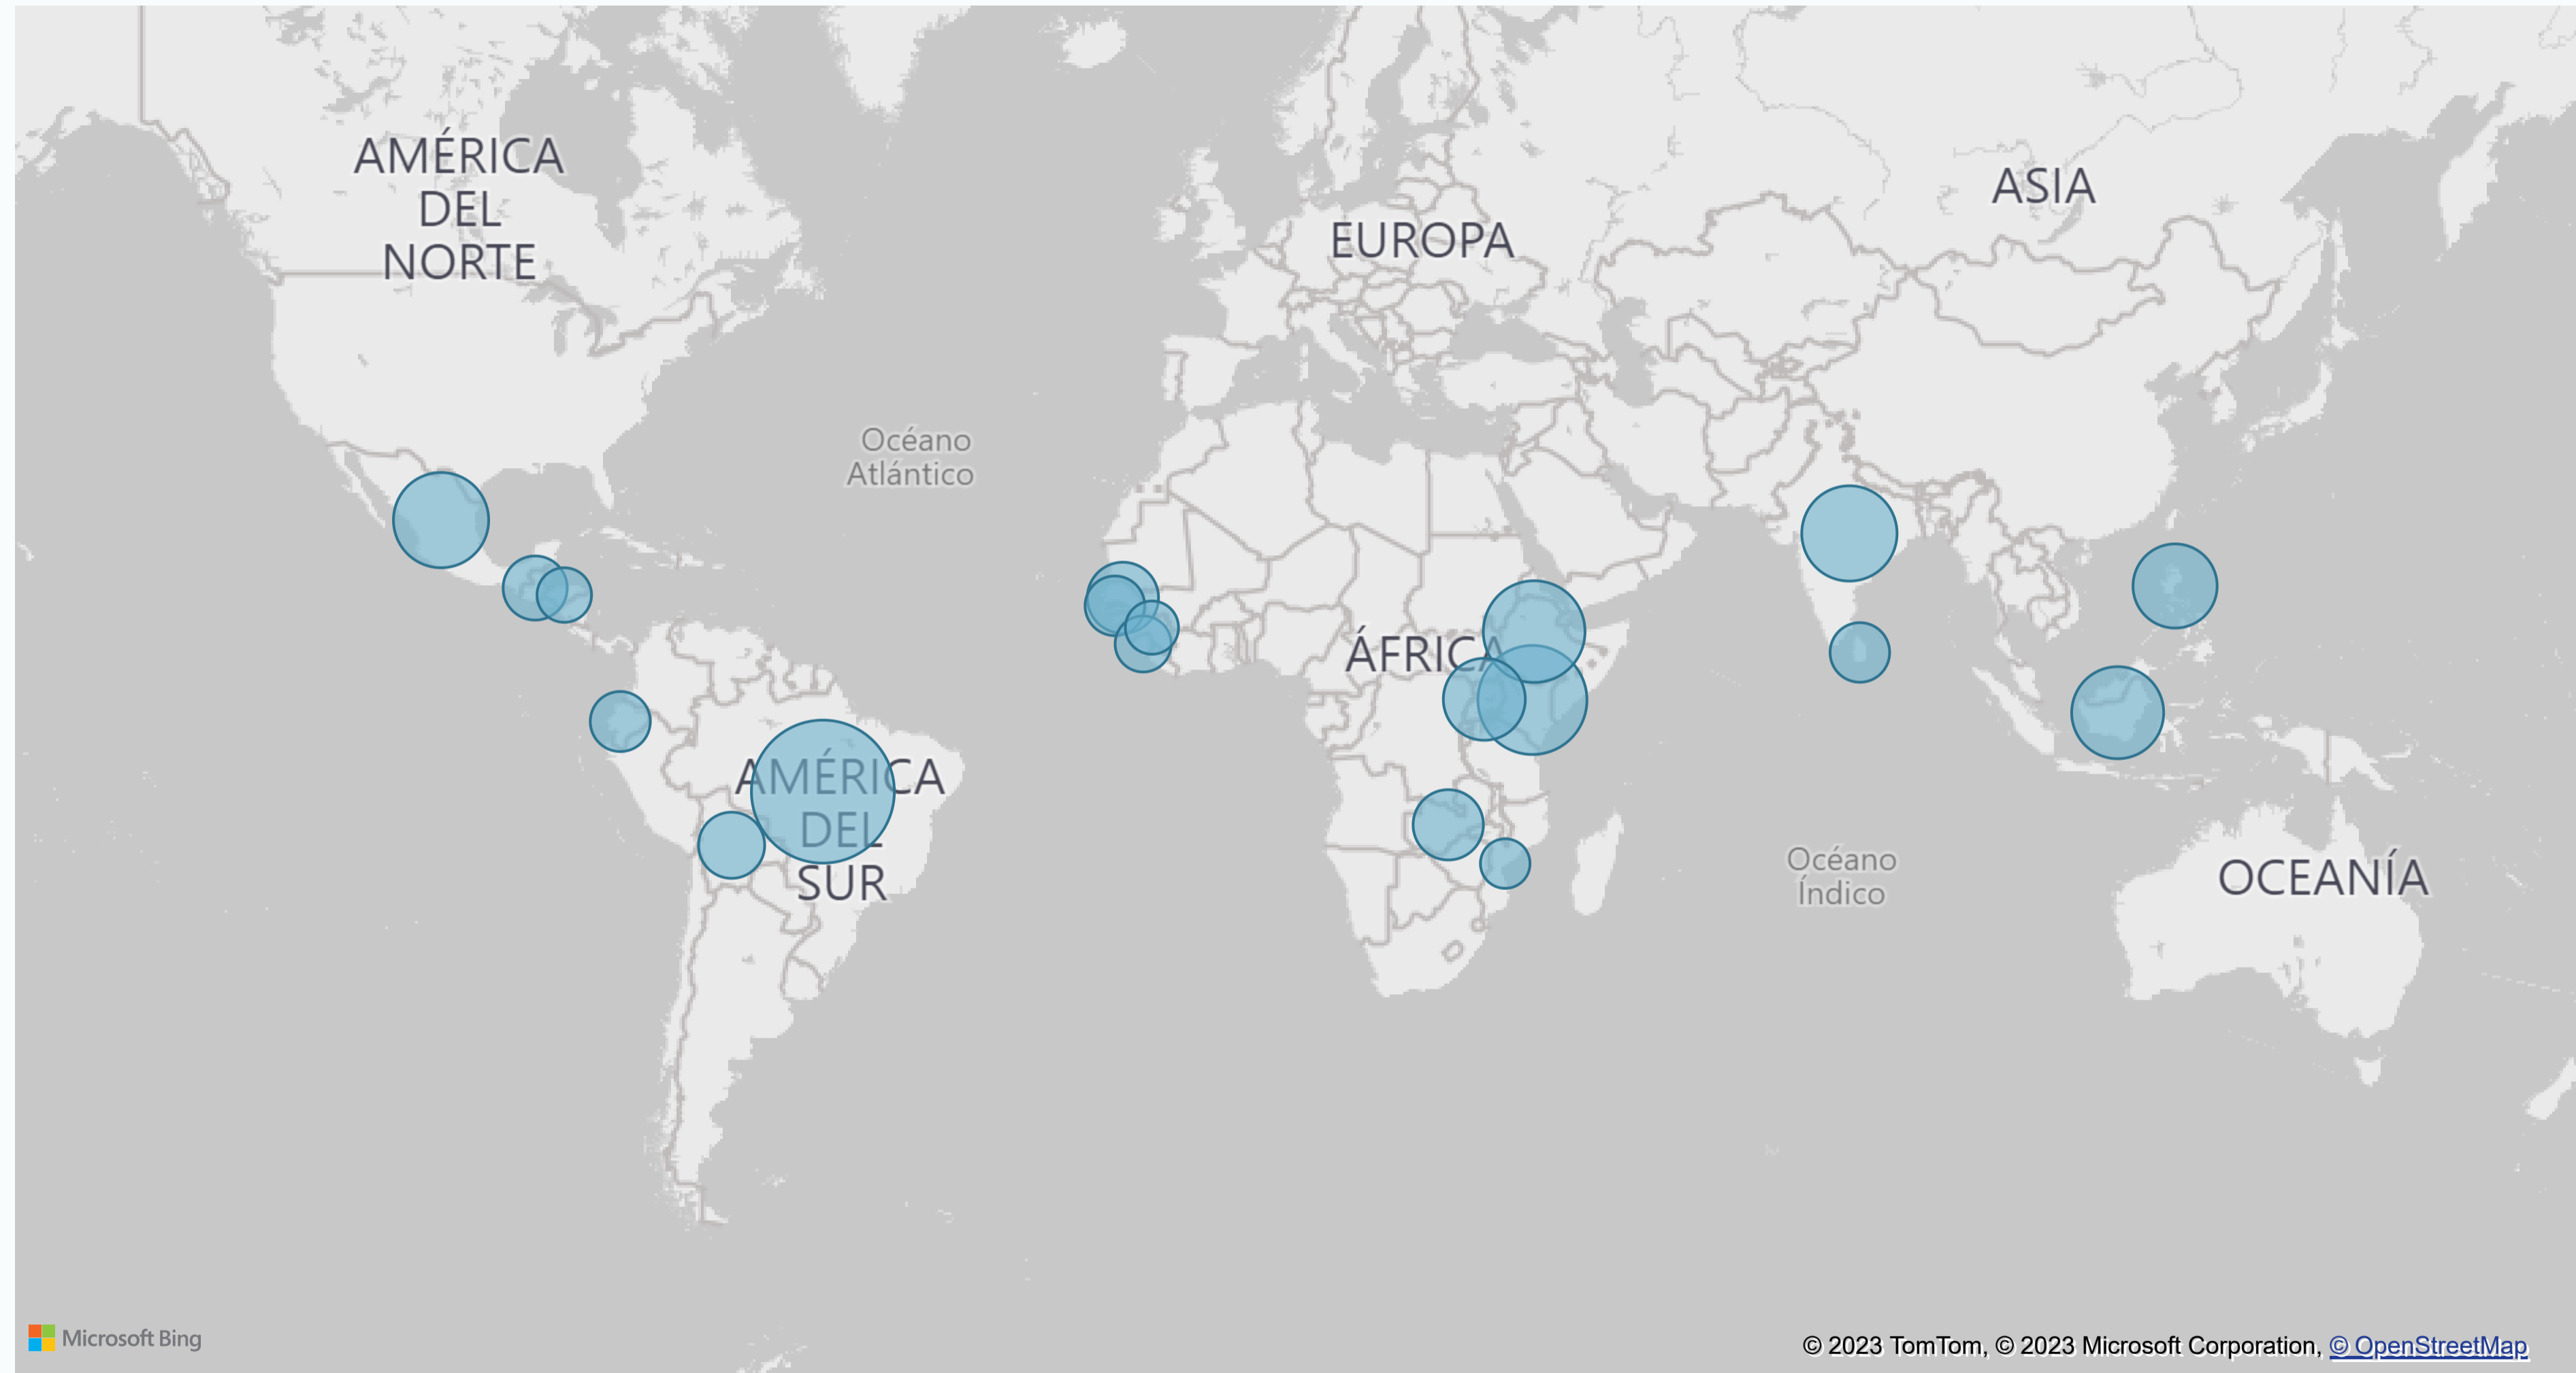 AMÉRICA
DEL
NORTE
ASIA
EUROPA
Océano
Atlántico
ÁFRICA
AMÉRICA
DEL
SUR
Océano
Índico
OCEANÍA
Microsoft Bing
© 2023 TomTom, © 2023 Microsoft Corporation, © OpenStreetMap